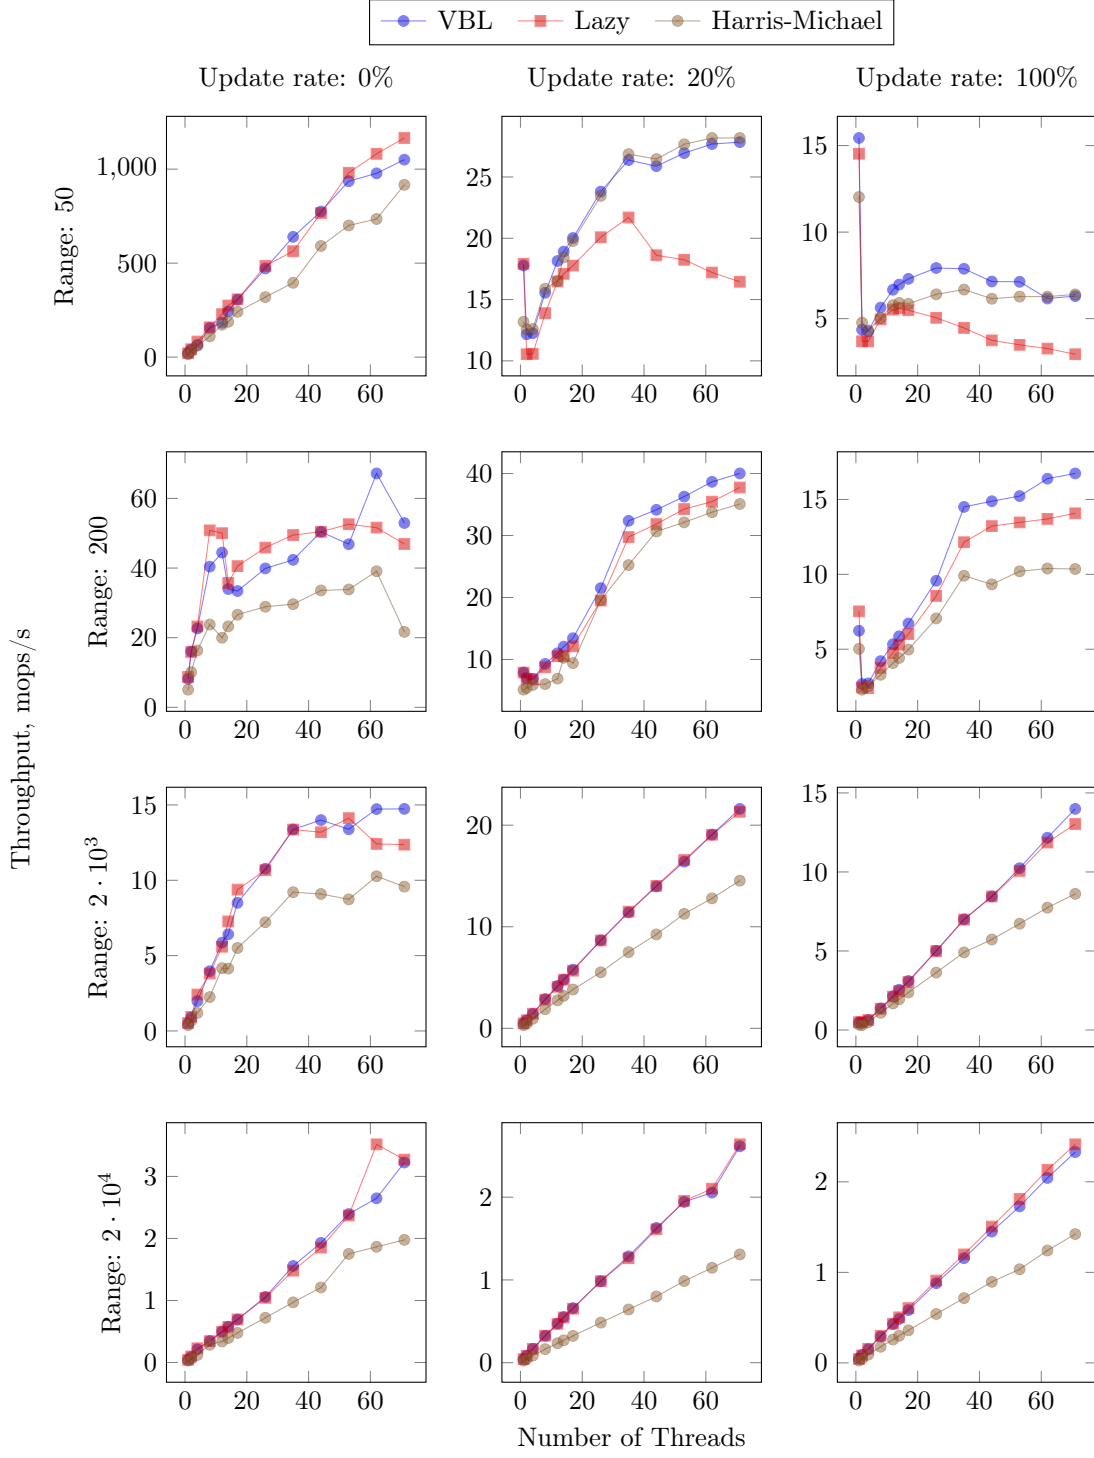 VBL Lazy Harris-Michael
Update rate: 0% Update rate: 20% Update rate: 100%
Throughput, mops/s
Range: 50
1,000
500
0
0 20 40 60
25
20
15
10
0 20 40 60
15
10
5
0 20 40 60
Range: 200
60
40
20
0
0 20 40 60
40
30
20
10
0 20 40 60
15
10
5
0 20 40 60
Range: 2 · 10³
15
10
5
0
0 20 40 60
20
10
0
0 20 40 60
15
10
5
0
0 20 40 60
Range: 2 · 10⁴
3
2
1
0
0 20 40 60
2
1
0
0 20 40 60
2
1
0
0 20 40 60
Number of Threads